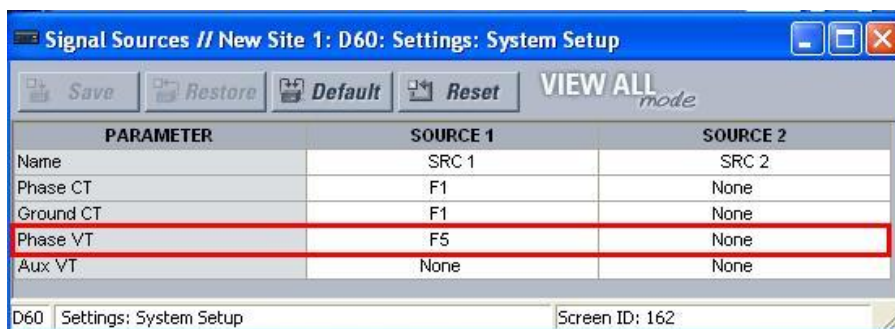 Signal Sources // New Site 1: D60: Settings: System Setup
Save Restore Default Reset VIEW ALL mode
PARAMETER SOURCE 1 SOURCE 2
Name SRC 1 SRC 2
Phase CT F1 None
Ground CT F1 None
Phase VT F5 None
Aux VT None None
D60 Settings: System Setup Screen ID: 162